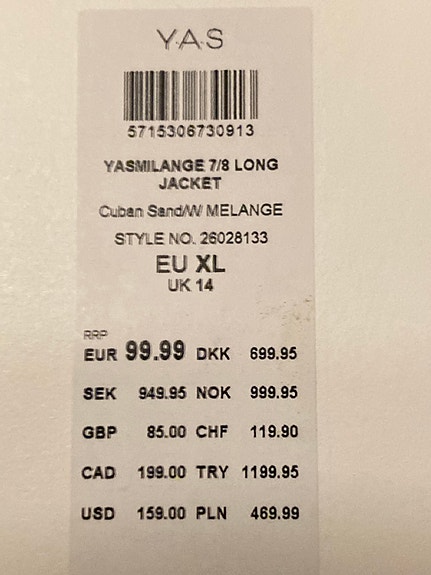 Y.A.S
5715306730913
YASMILANGE 7/8 LONG
JACKET
Cuban Sand/W MELANGE
STYLE NO. 26028133
EU XL
UK 14
RRP
EUR 99.99 DKK 699.95
SEK 949.95 NOK 999.95
GBP 85.00 CHF 119.90
CAD 199.00 TRY 1199.95
USD 159.00 PLN 469.99